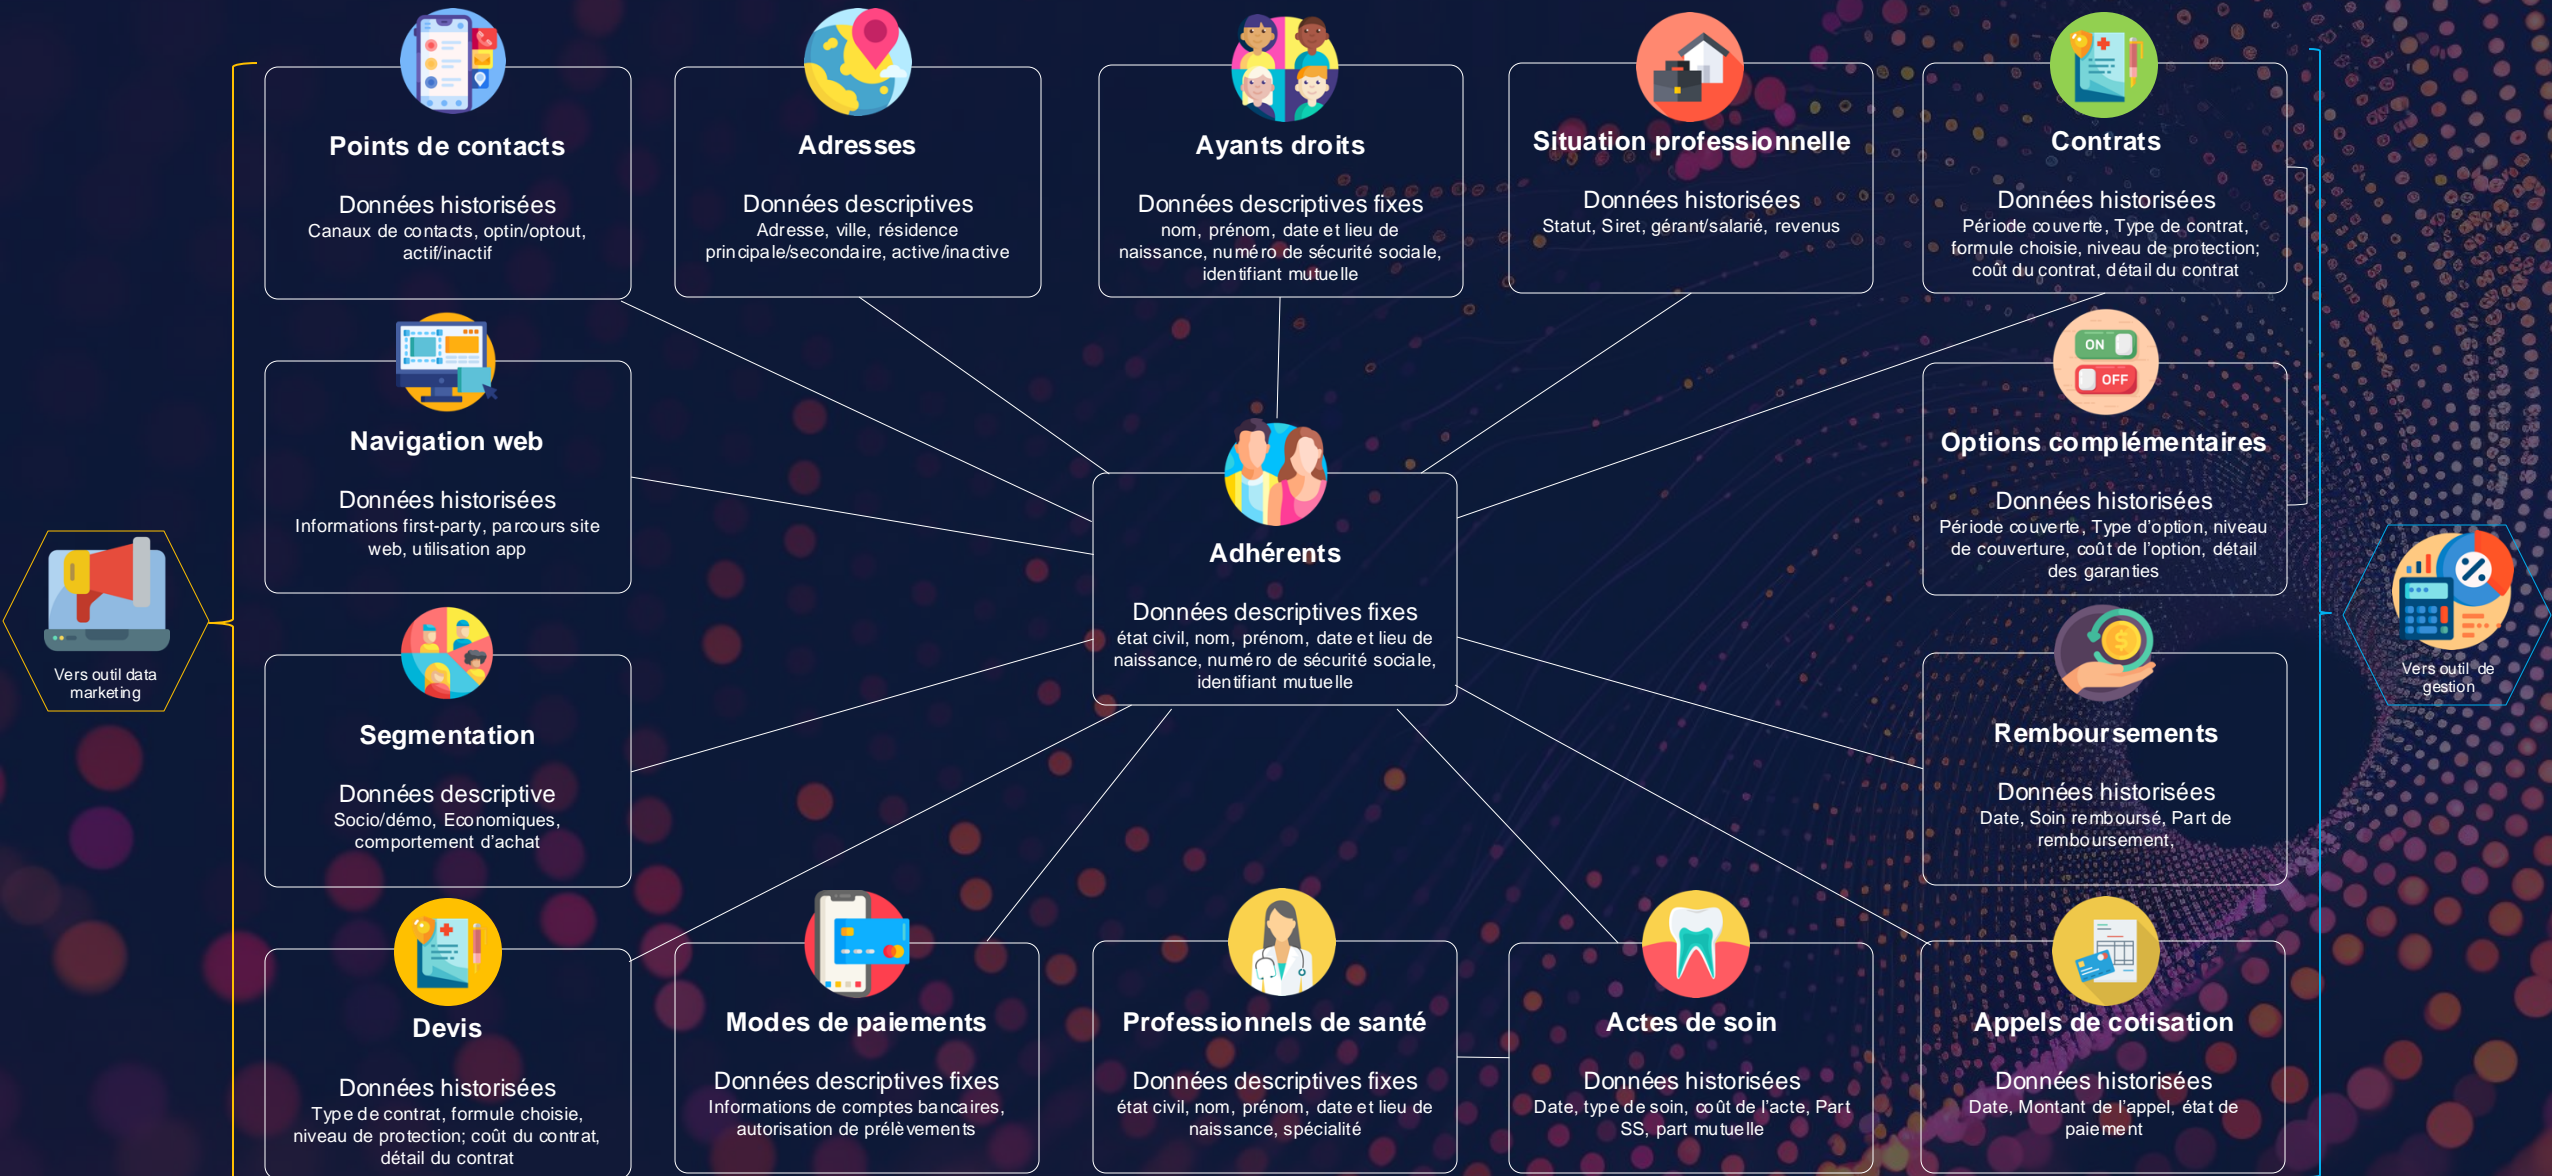 Points de contacts
Données historisées
Canaux de contacts, optin/optout,
actif/inactif
Adresses
Données descriptives
Adresse, ville, résidence
principale/secondaire, active/inactive
Ayants droits
Données descriptives fixes
nom, prénom, date et lieu de
naissance, numéro de sécurité sociale,
identifiant mutuelle
Situation professionnelle
Données historisées
Statut, Siret, gérant/salarié, revenus
Contrats
Données historisées
Période couverte, Type de contrat,
formule choisie, niveau de protection;
coût du contrat, détail du contrat
Navigation web
Données historisées
Informations first-party, parcours site
web, utilisation app
ON
OFF
Options complémentaires
Données historisées
Période couverte, Type d’option, niveau
de couverture, coût de l’option, détail
des garanties
Adhérents
Données descriptives fixes
état civil, nom, prénom, date et lieu de
naissance, numéro de sécurité sociale,
identifiant mutuelle
Vers outil data
marketing
Vers outil de
gestion
Segmentation
Données descriptive
Socio/démo, Economiques,
comportement d’achat
Remboursements
Données historisées
Date, Soin remboursé, Part de
remboursement,
Devis
Données historisées
Type de contrat, formule choisie,
niveau de protection; coût du contrat,
détail du contrat
Modes de paiements
Données descriptives fixes
Informations de comptes bancaires,
autorisation de prélèvements
Professionnels de santé
Données descriptives fixes
état civil, nom, prénom, date et lieu de
naissance, spécialité
Actes de soin
Données historisées
Date, type de soin, coût de l’acte, Part
SS, part mutuelle
Appels de cotisation
Données historisées
Date, Montant de l’appel, état de
paiement